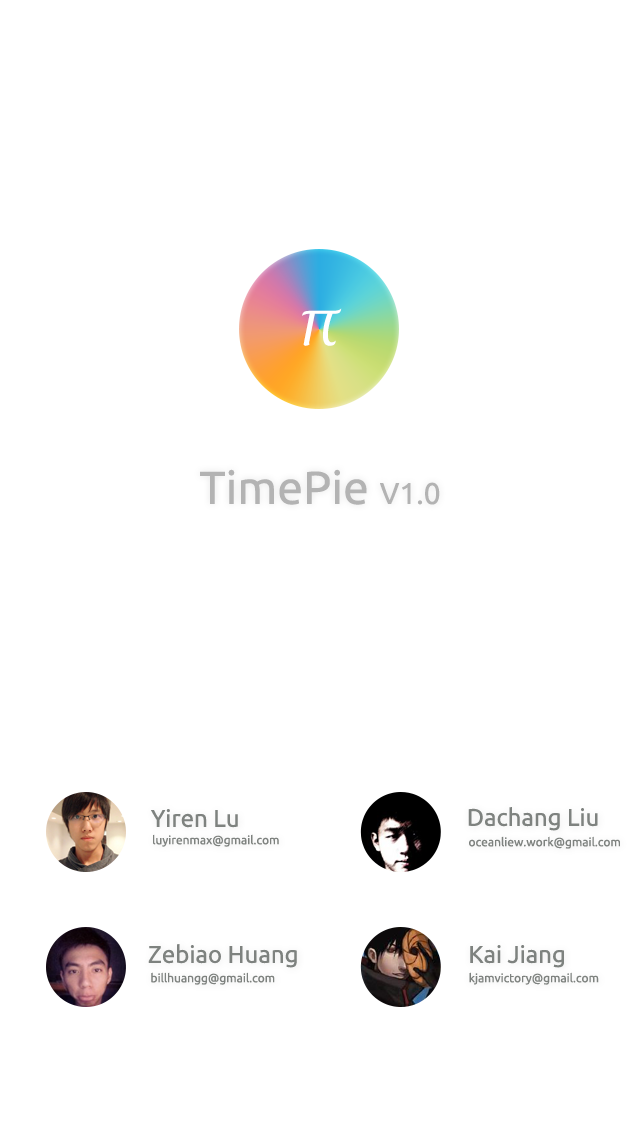 π
TimePie V1.0
Yiren Lu
luyirenmax@gmail.com
Dachang Liu
oceanliew.work@gmail.com
Zebiao Huang
billhuangg@gmail.com
Kai Jiang
kjamvictory@gmail.com